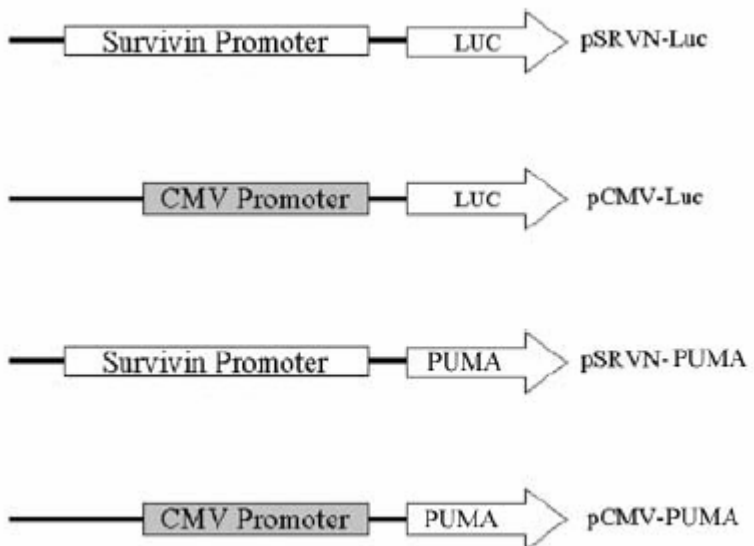 Survivin Promoter LUC pSRVN-Luc
CMV Promoter LUC pCMV-Luc
Survivin Promoter PUMA pSRVN-PUMA
CMV Promoter PUMA pCMV-PUMA